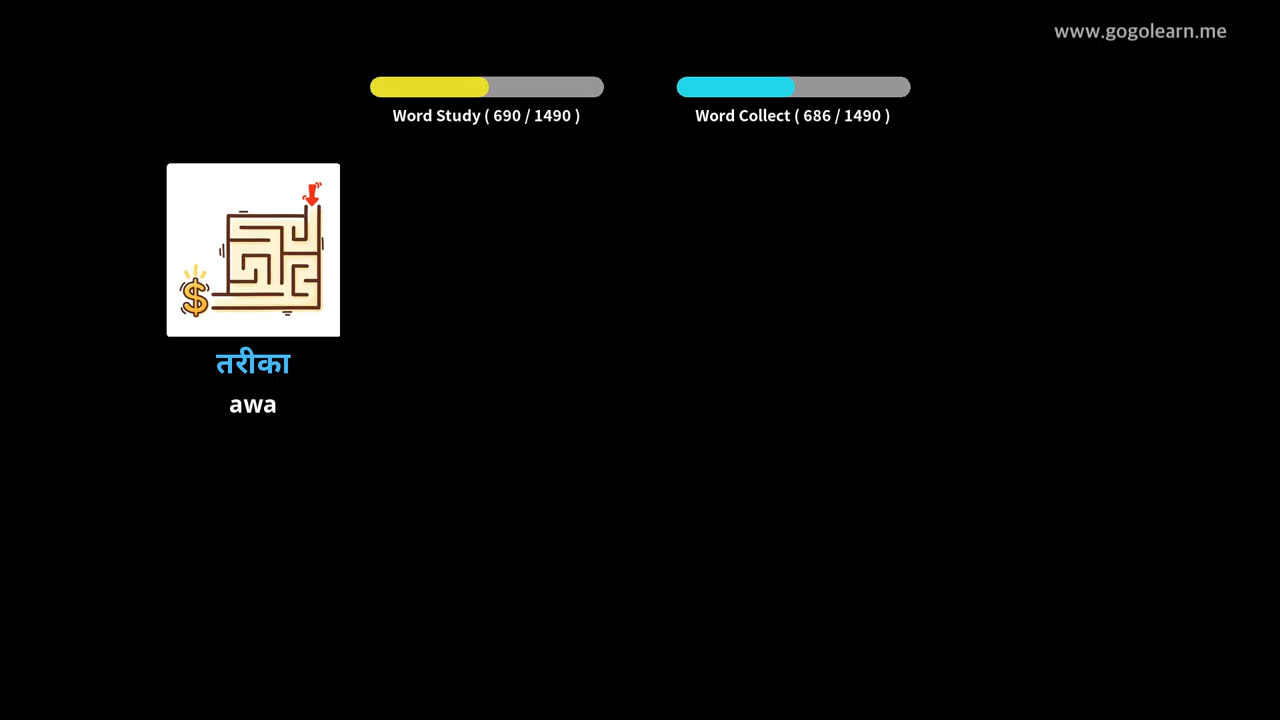 www.gogolearn.me
Word Study ( 690 / 1490 )
Word Collect ( 686 / 1490 )
$
तरीका
awa